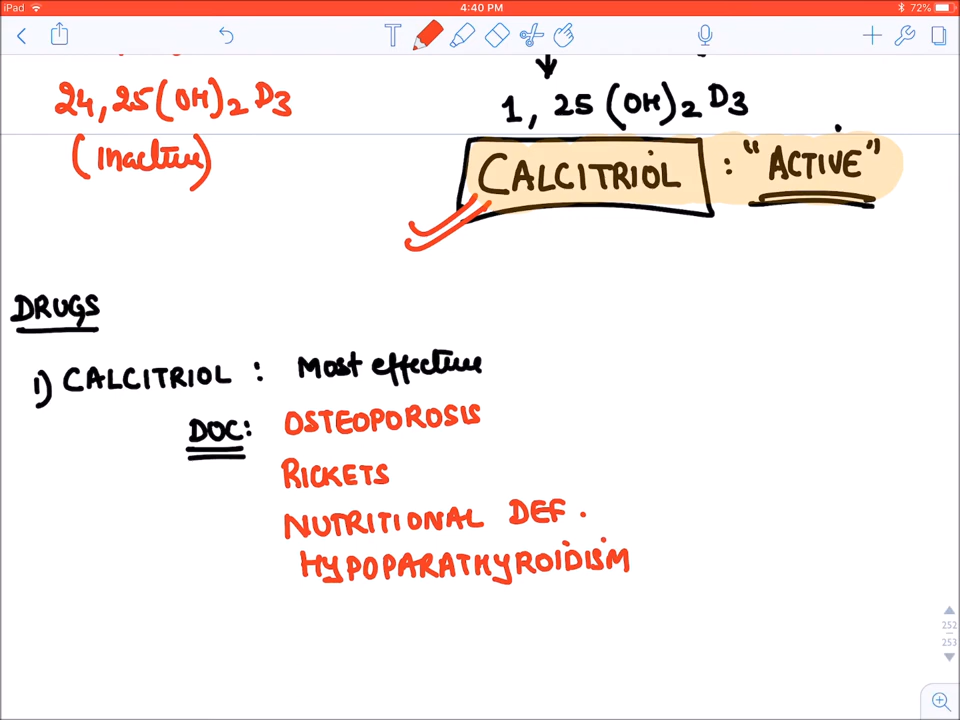 iPad 4:40 PM 72%
T
24,25(OH)2 D3
(Inactive)
1, 25 (OH)2 D3
CALCITRIOL : "ACTIVE"
DRUGS
1) CALCITRIOL : Most effective
DOC: OSTEOPOROSIS
RICKETS
NUTRITIONAL DEF.
HYPOPARATHYROIDISM
252
253